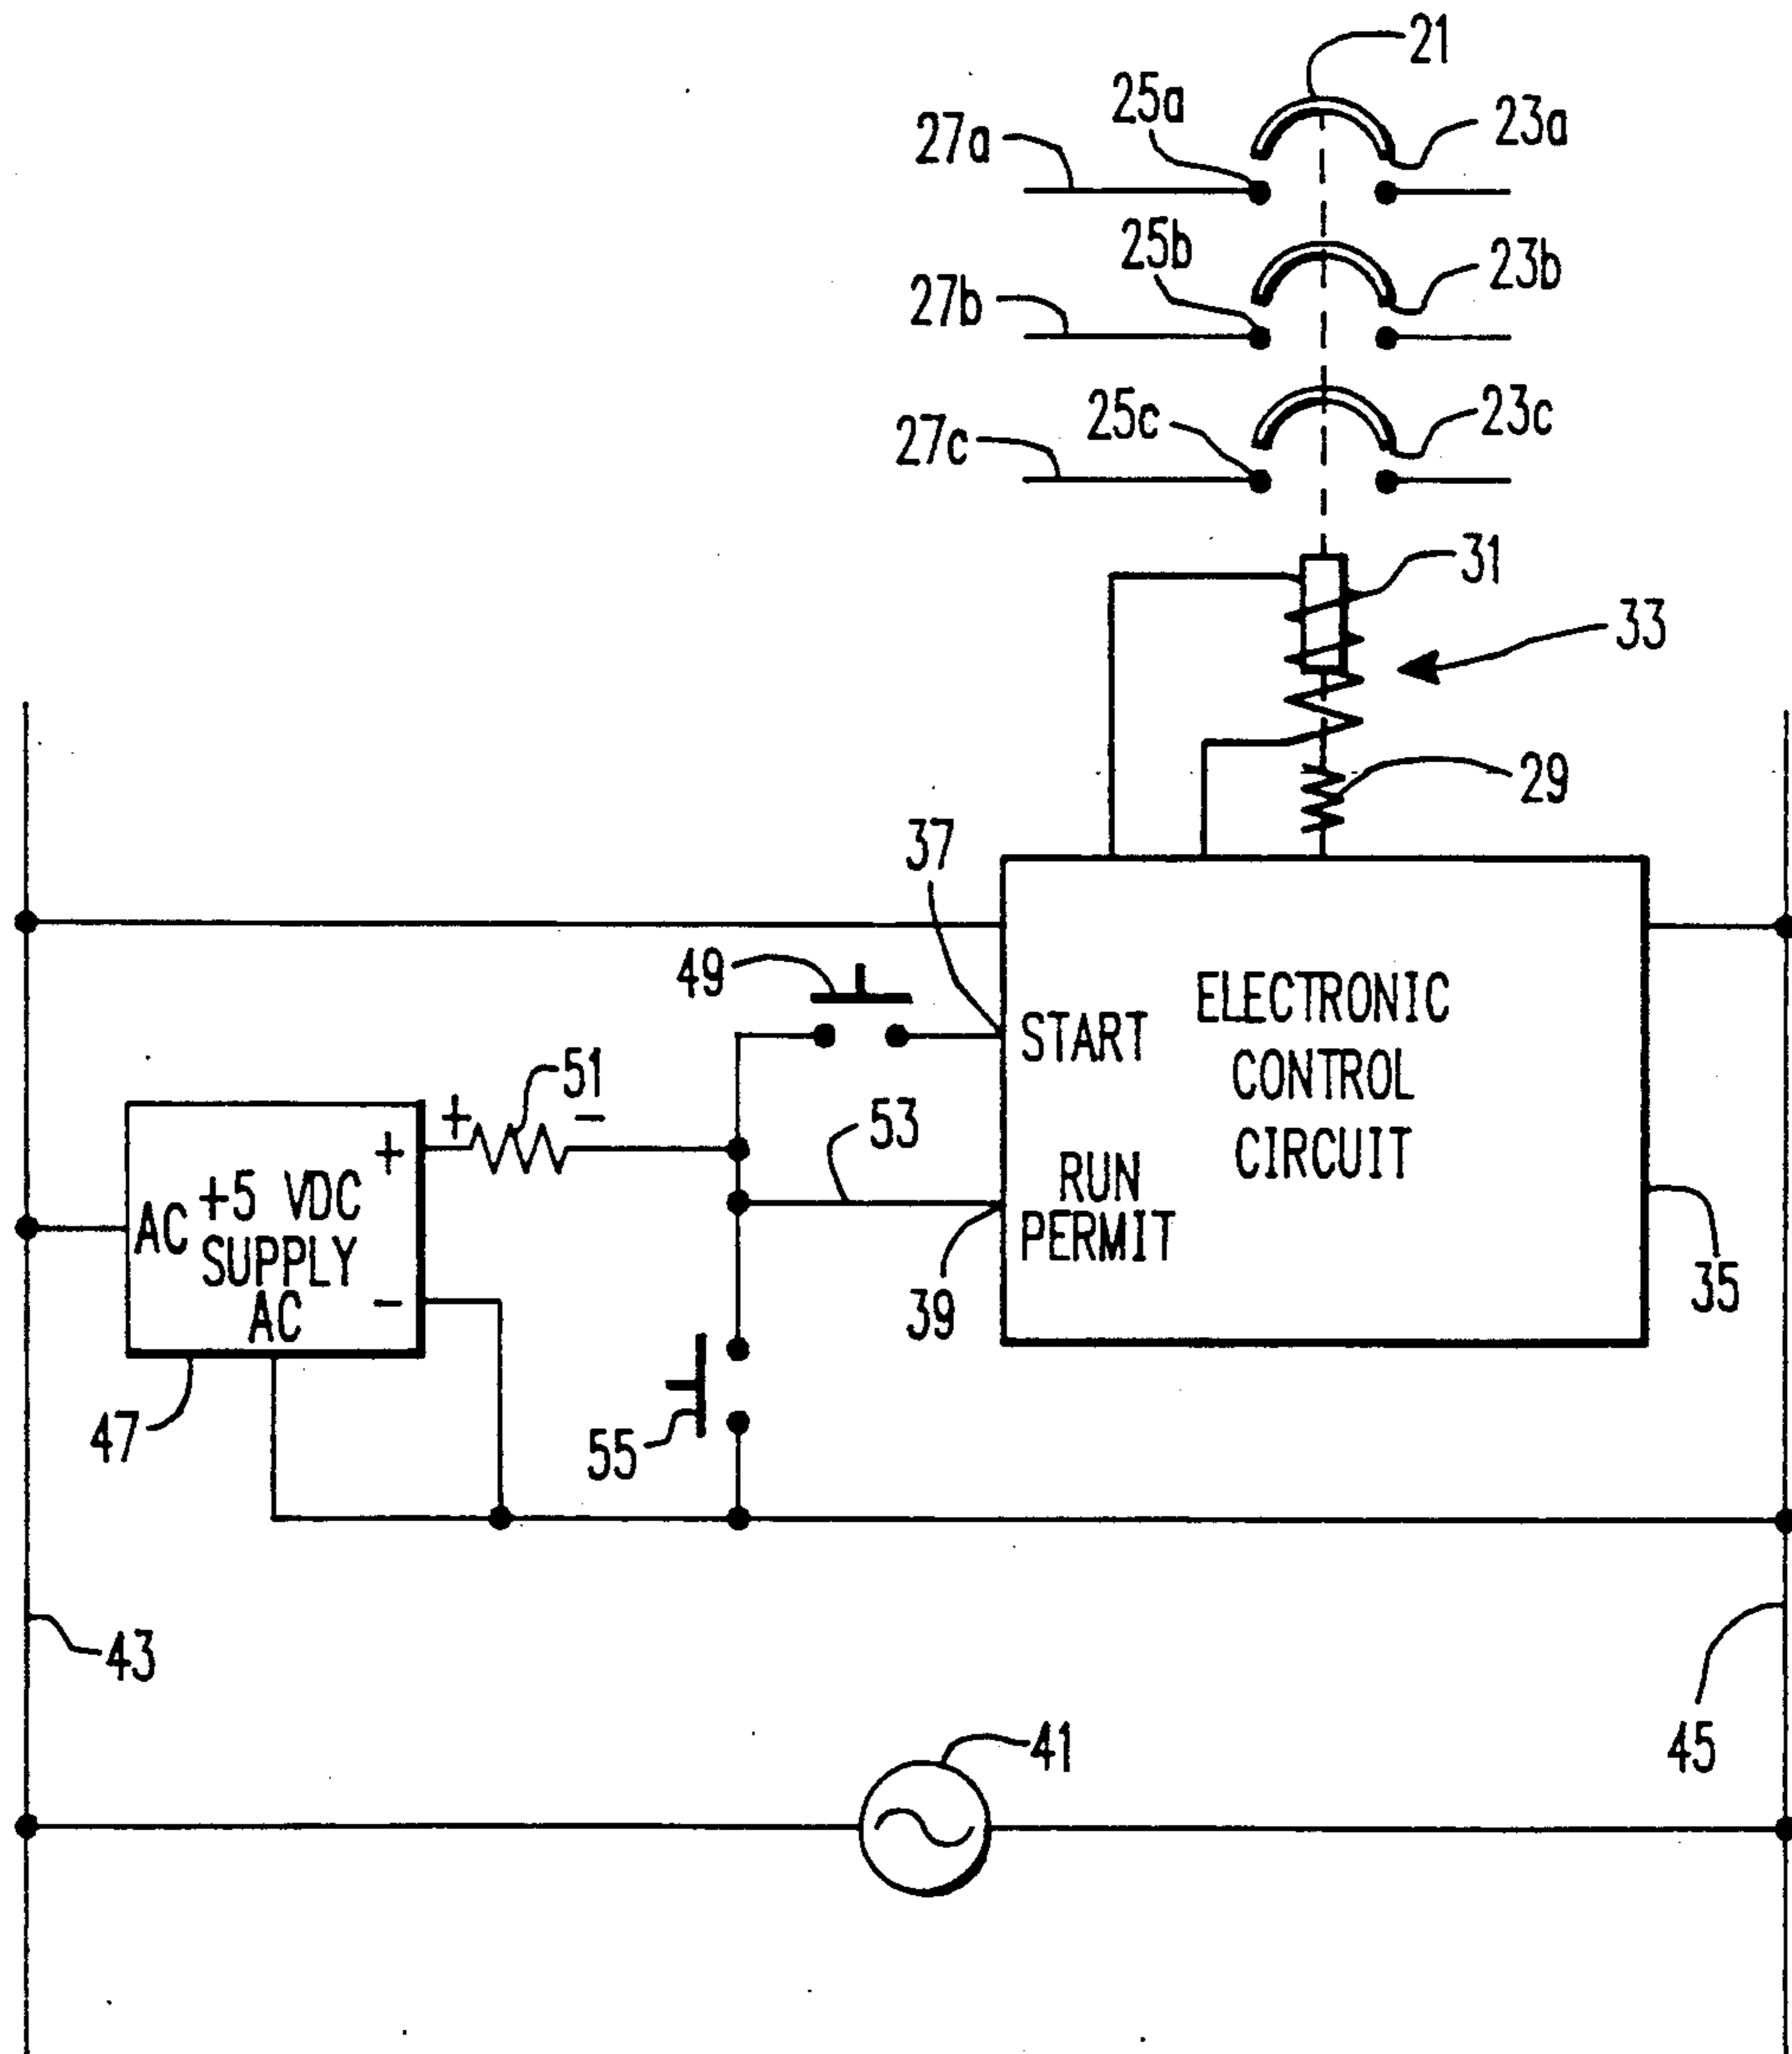 21
25a
23a
27a
25b
23b
27b
25c
23c
27c
31
33
29
37
49
START
ELECTRONIC
CONTROL
CIRCUIT
51
+ -
53
RUN
PERMIT
+
AC
+5 VDC
SUPPLY
AC
-
39
35
47
55
43
41
45